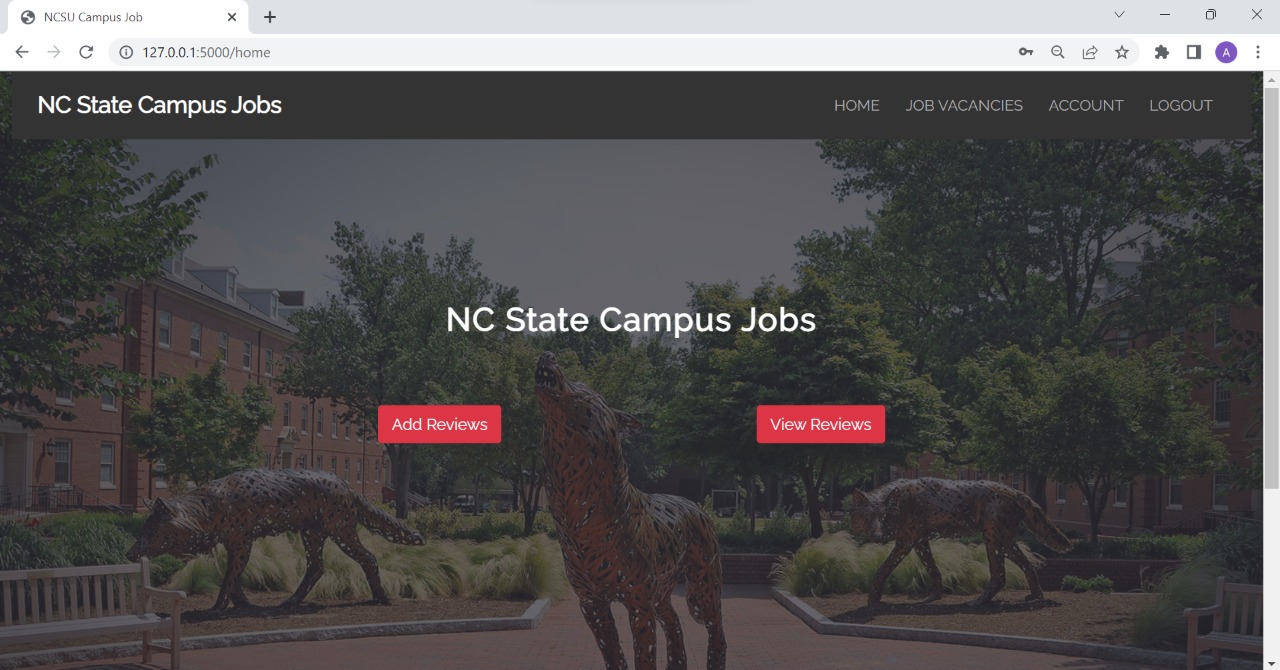 NCSU Campus Job
127.0.0.1:5000/home
A
NC State Campus Jobs
HOME JOB VACANCIES ACCOUNT LOGOUT
NC State Campus Jobs
Add Reviews View Reviews